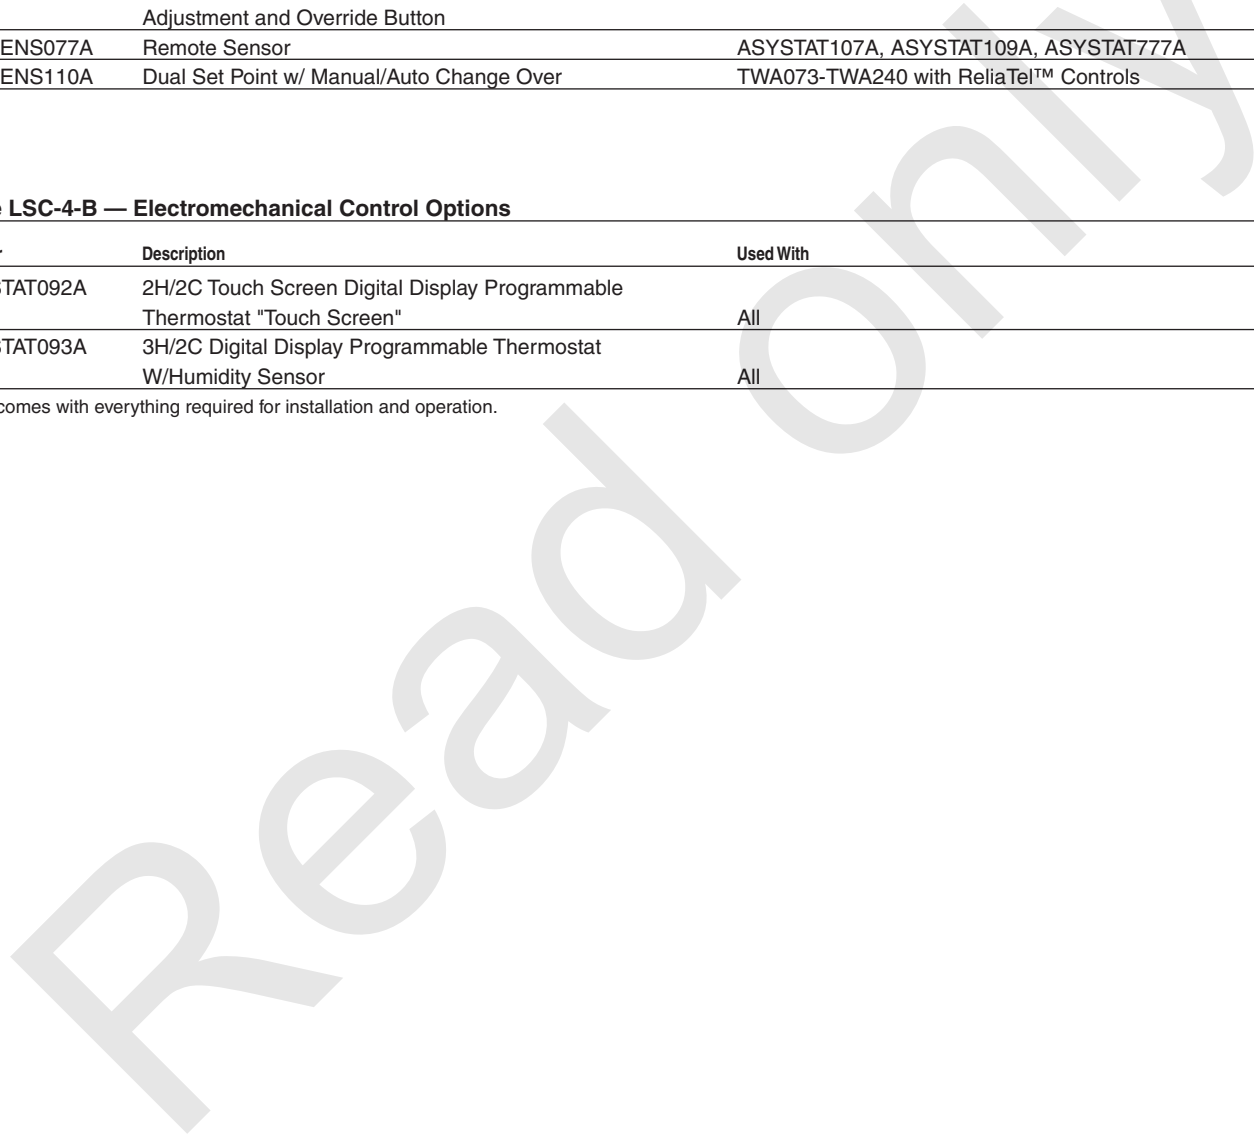 Adjustment and Override Button
ENS077A Remote Sensor ASYSTAT107A, ASYSTAT109A, ASYSTAT777A
ENS110A Dual Set Point w/ Manual/Auto Change Over TWA073-TWA240 with ReliaTel™ Controls
e LSC-4-B — Electromechanical Control Options
r Description Used With
STAT092A 2H/2C Touch Screen Digital Display Programmable
Thermostat "Touch Screen" All
STAT093A 3H/2C Digital Display Programmable Thermostat
W/Humidity Sensor All
comes with everything required for installation and operation.
Read only